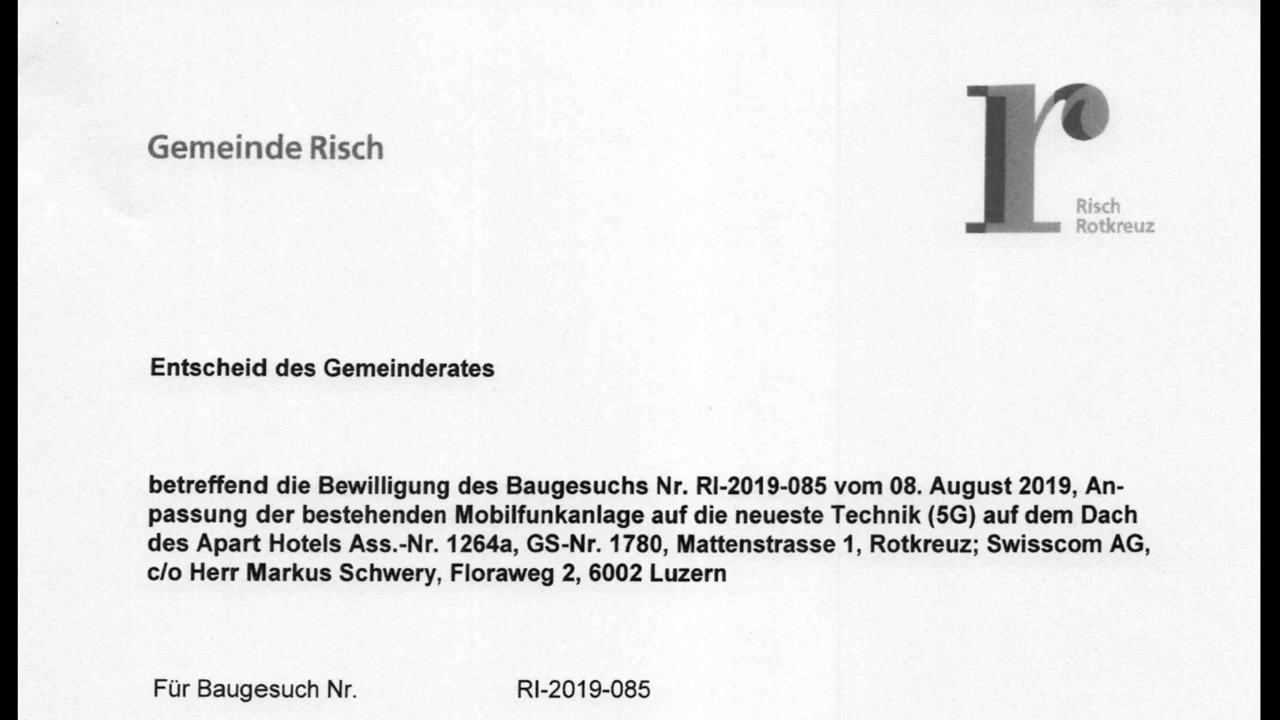 Gemeinde Risch
r
Risch
Rotkreuz
Entscheid des Gemeinderates
betreffend die Bewilligung des Baugesuchs Nr. RI-2019-085 vom 08. August 2019, An-
passung der bestehenden Mobilfunkanlage auf die neueste Technik (5G) auf dem Dach
des Apart Hotels Ass.-Nr. 1264a, GS-Nr. 1780, Mattenstrasse 1, Rotkreuz; Swisscom AG,
c/o Herr Markus Schwery, Floraweg 2, 6002 Luzern
Für Baugesuch Nr. RI-2019-085